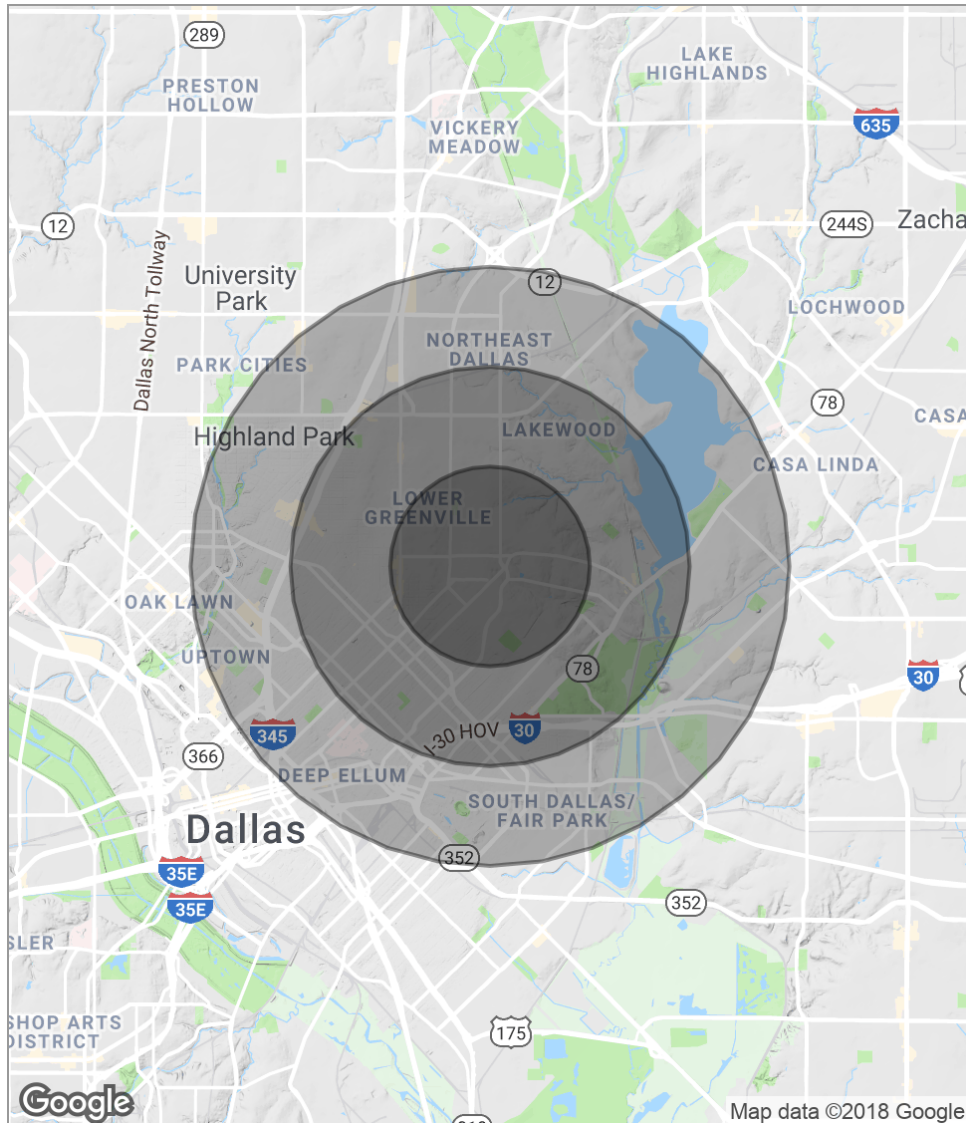 289
LAKE
HIGHLANDS
PRESTON
HOLLOW
VICKERY
MEADOW
635
12
244S
Zacha
University
Park
12
LOCHWOOD
Dallas North Tollway
NORTHEAST
DALLAS
PARK CITIES
78
CASA
Highland Park
LAKEWOOD
CASA LINDA
LOWER
GREENVILLE
OAK LAWN
UPTOWN
78
30
345
I-30 HOV
30
366
DEEP ELLUM
SOUTH DALLAS/
FAIR PARK
Dallas
352
35E
35E
352
SLER
SHOP ARTS
DISTRICT
175
Google
Map data ©2018 Google